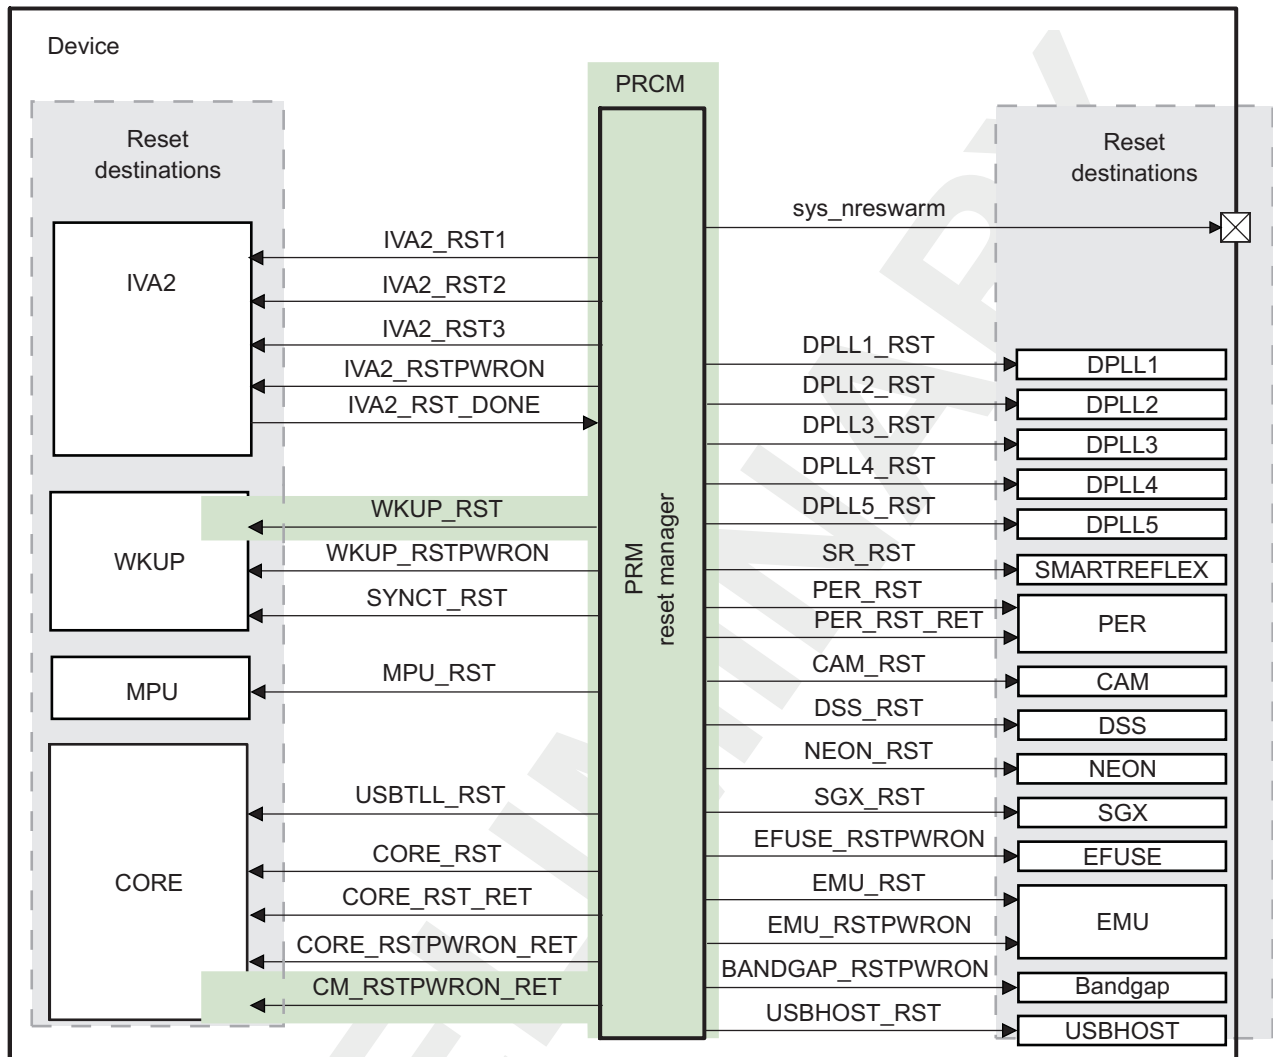 Device
PRCM
Reset
destinations
Reset
destinations
sys_nreswarm
IVA2
IVA2_RST1
IVA2_RST2
IVA2_RST3
IVA2_RSTPWRON
IVA2_RST_DONE
WKUP
WKUP_RST
WKUP_RSTPWRON
SYNCT_RST
MPU
MPU_RST
CORE
USBTLL_RST
CORE_RST
CORE_RST_RET
CORE_RSTPWRON_RET
CM_RSTPWRON_RET
PRM
reset manager
DPLL1_RST
DPLL1
DPLL2_RST
DPLL2
DPLL3_RST
DPLL3
DPLL4_RST
DPLL4
DPLL5_RST
DPLL5
SR_RST
SMARTREFLEX
PER_RST
PER_RST_RET
PER
CAM_RST
CAM
DSS_RST
DSS
NEON_RST
NEON
SGX_RST
SGX
EFUSE_RSTPWRON
EFUSE
EMU_RST
EMU_RSTPWRON
EMU
BANDGAP_RSTPWRON
Bandgap
USBHOST_RST
USBHOST